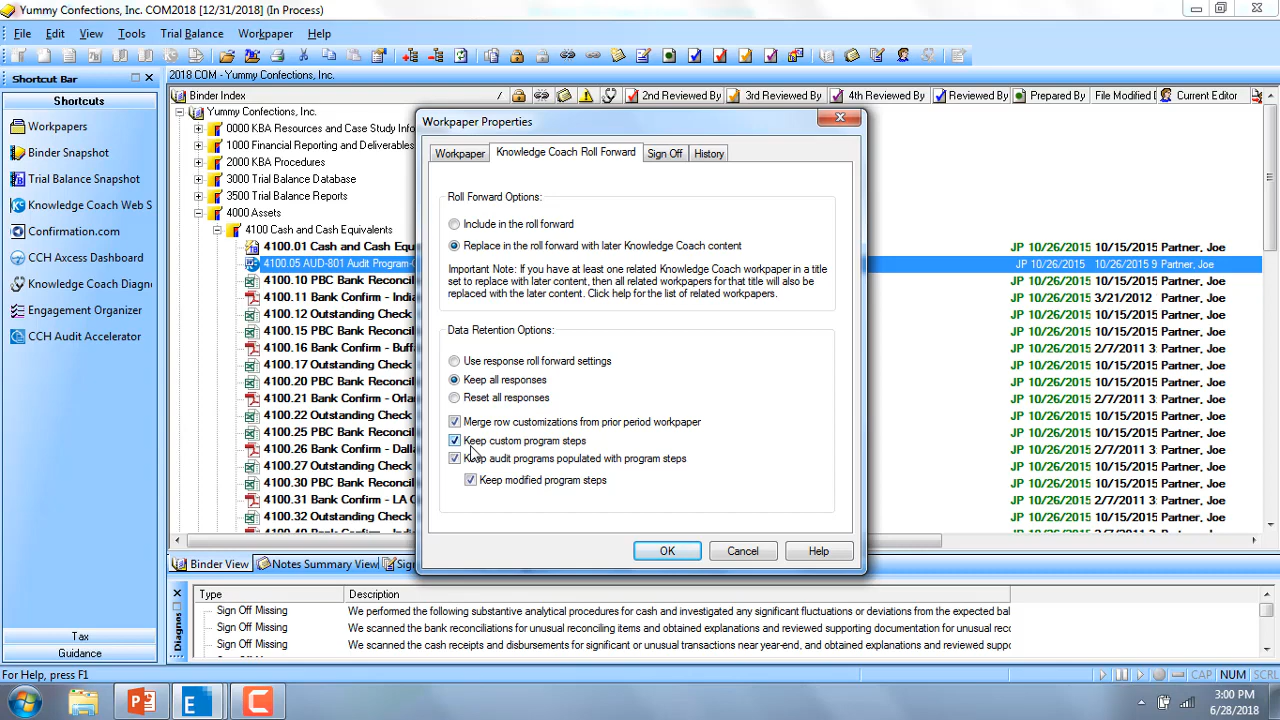 Yummy Confections, Inc. COM2018 [12/31/2018] (In Process)
File Edit View Tools Trial Balance Workpaper Help
Shortcut Bar
2018 COM - Yummy Confections, Inc.
Shortcuts
Workpapers
Binder Snapshot
Trial Balance Snapshot
Knowledge Coach Web S
Confirmation.com
CCH Axcess Dashboard
Knowledge Coach Diagn
Engagement Organizer
CCH Audit Accelerator
Tax
Guidance
Binder Index / 2nd Reviewed By 3rd Reviewed By 4th Reviewed By Reviewed By Prepared By File Modified Current Editor
Yummy Confections, Inc.
0000 KBA Resources and Case Study Info
1000 Financial Reporting and Deliverables
2000 KBA Procedures
3000 Trial Balance Database
3500 Trial Balance Reports
4000 Assets
4100 Cash and Cash Equivalents
4100.01 Cash and Cash Equ JP 10/26/2015 10/15/2015 Partner, Joe
4100.05 AUD-801 Audit Program- JP 10/26/2015 10/26/2015 9 Partner, Joe
4100.10 PBC Bank Reconcil JP 10/26/2015 10/15/2015 Partner, Joe
4100.11 Bank Confirm - India JP 10/26/2015 3/21/2012 Partner, Joe
4100.12 Outstanding Check JP 10/26/2015 10/15/2015 Partner, Joe
4100.15 PBC Bank Reconcil JP 10/26/2015 10/15/2015 Partner, Joe
4100.16 Bank Confirm - Buff JP 10/26/2015 2/7/2011 3: Partner, Joe
4100.17 Outstanding Check JP 10/26/2015 10/15/2015 Partner, Joe
4100.20 PBC Bank Reconcil JP 10/26/2015 10/15/2015 Partner, Joe
4100.21 Bank Confirm - Orla JP 10/26/2015 2/7/2011 3: Partner, Joe
4100.22 Outstanding Check JP 10/26/2015 10/15/2015 Partner, Joe
4100.25 PBC Bank Reconcil JP 10/26/2015 10/15/2015 Partner, Joe
4100.26 Bank Confirm - Dalla JP 10/26/2015 2/7/2011 3: Partner, Joe
4100.27 Outstanding Check JP 10/26/2015 10/15/2015 Partner, Joe
4100.30 PBC Bank Reconcil JP 10/26/2015 10/15/2015 Partner, Joe
4100.31 Bank Confirm - LA C JP 10/26/2015 2/7/2011 3: Partner, Joe
4100.32 Outstanding Check JP 10/26/2015 10/15/2015 Partner, Joe
Workpaper Properties
Workpaper Knowledge Coach Roll Forward Sign Off History
Roll Forward Options:
Include in the roll forward
Replace in the roll forward with later Knowledge Coach content
Important Note: If you have at least one related Knowledge Coach workpaper in a title
set to replace with later content, then all related workpapers for that title will also be
replaced with the later content. Click help for the list of related workpapers.
Data Retention Options:
Use response roll forward settings
Keep all responses
Reset all responses
Merge row customizations from prior period workpaper
Keep custom program steps
Keep audit programs populated with program steps
Keep modified program steps
OK Cancel Help
Binder View Notes Summary View Sig
Diagnos
Type Description
Sign Off Missing We performed the following substantive analytical procedures for cash and investigated any significant fluctuations or deviations from the expected bal
Sign Off Missing We scanned the bank reconciliations for unusual reconciling items and obtained explanations and reviewed supporting documentation for unusual reco
Sign Off Missing We scanned the cash receipts and disbursements for significant or unusual transactions near year-end, and obtained explanations and reviewed suppo
For Help, press F1
CAP NUM SCRL
3:00 PM
6/28/2018